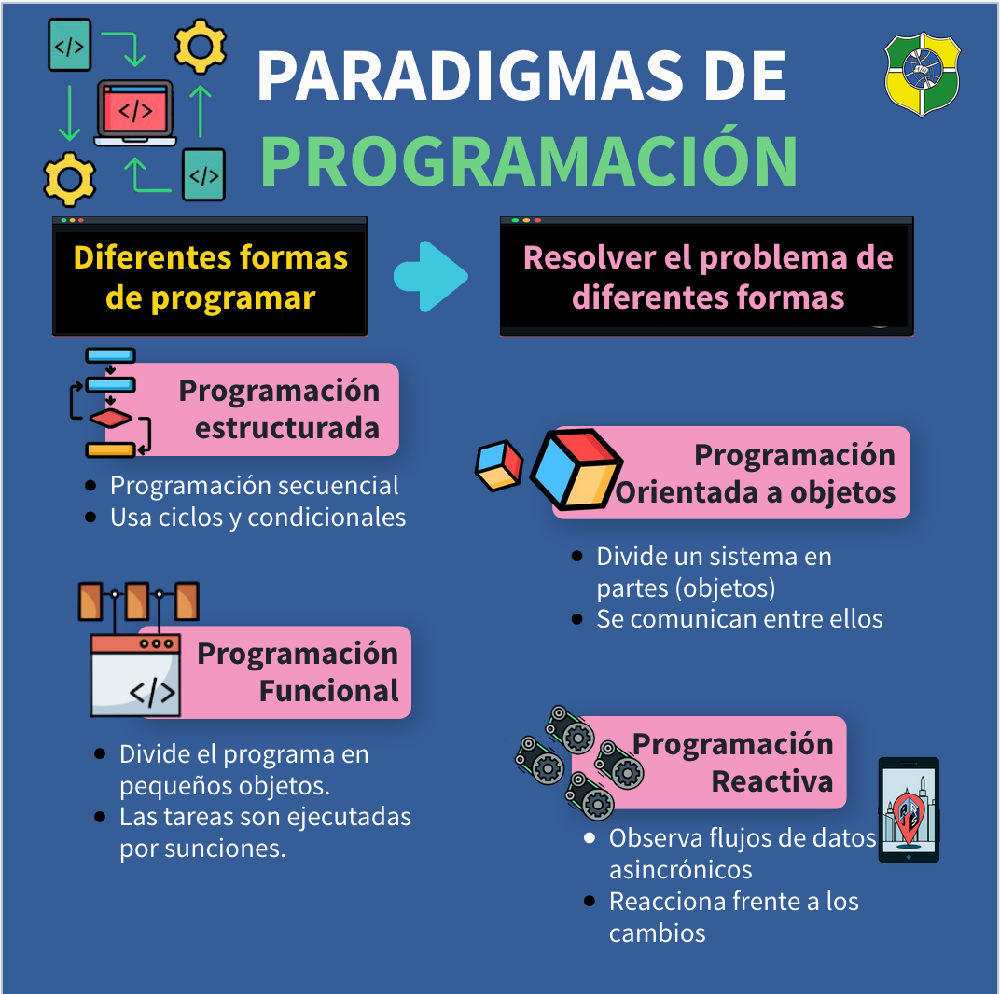 PARADIGMAS DE
PROGRAMACIÓN
Diferentes formas
de programar
Resolver el problema de
diferentes formas
Programación
estructurada
Programación secuencial
Usa ciclos y condicionales
Programación
Orientada a objetos
Divide un sistema en
partes (objetos)
Se comunican entre ellos
Programación
Funcional
Divide el programa en
pequeños objetos.
Las tareas son ejecutadas
por sunciones.
Programación
Reactiva
Observa flujos de datos
asincrónicos
Reacciona frente a los
cambios